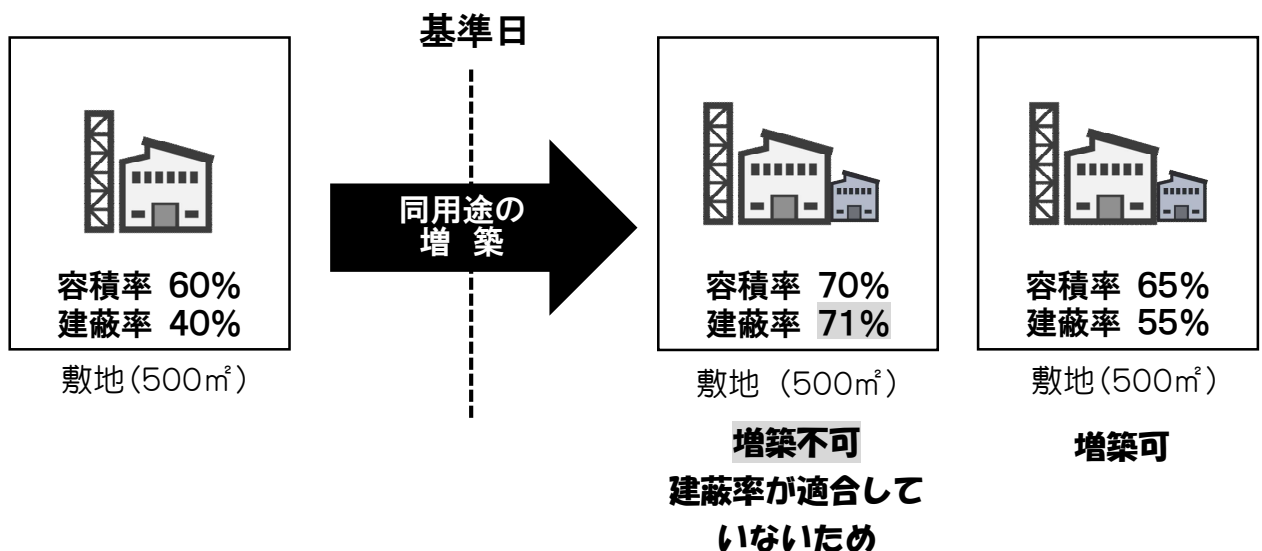 基準日
容積率 60%
建蔽率 40%
敷地(500㎡)
同用途の
増築
容積率 70%
建蔽率 71%
敷地 (500㎡)
増築不可
建蔽率が適合して
いないため
容積率 65%
建蔽率 55%
敷地(500㎡)
増築可